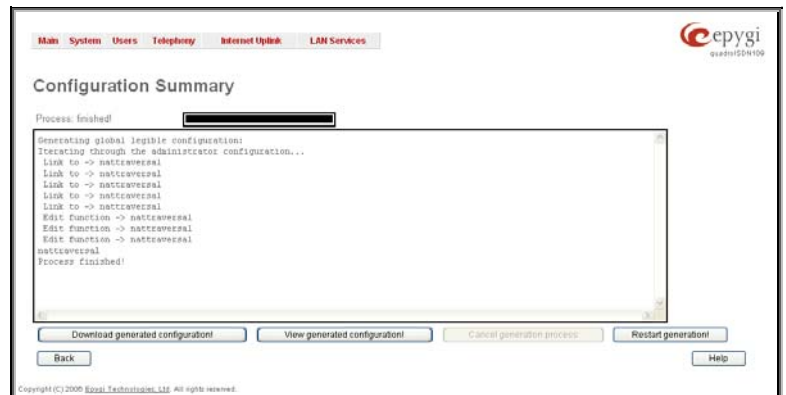 Main System Users Telephony Internet Uplink LAN Services
epygi
quadroISDN109
Configuration Summary
Process: finished!
Generating global legible configuration:
Iterating through the administrator configuration...
Link to -> nattraversal
Link to -> nattraversal
Link to -> nattraversal
Link to -> nattraversal
Link to -> nattraversal
Edit function -> nattraversal
Edit function -> nattraversal
Edit function -> nattraversal
nattraversal
Process finished!
Download generated configuration! View generated configuration! Cancel generation process Restart generation!
Back Help
Copyright (C) 2006 Epygi Technologies, Ltd. All rights reserved.